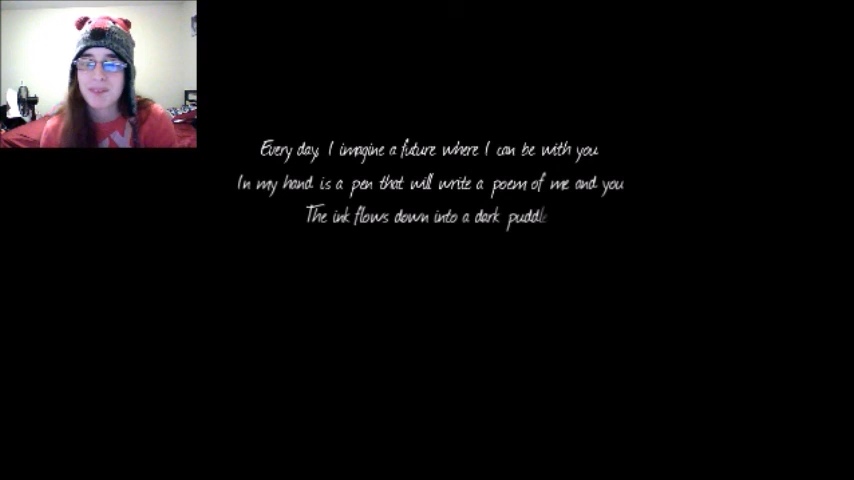 Every day, I imagine a future where I can be with you
In my hand is a pen that will write a poem of me and you
The ink flows down into a dark puddle